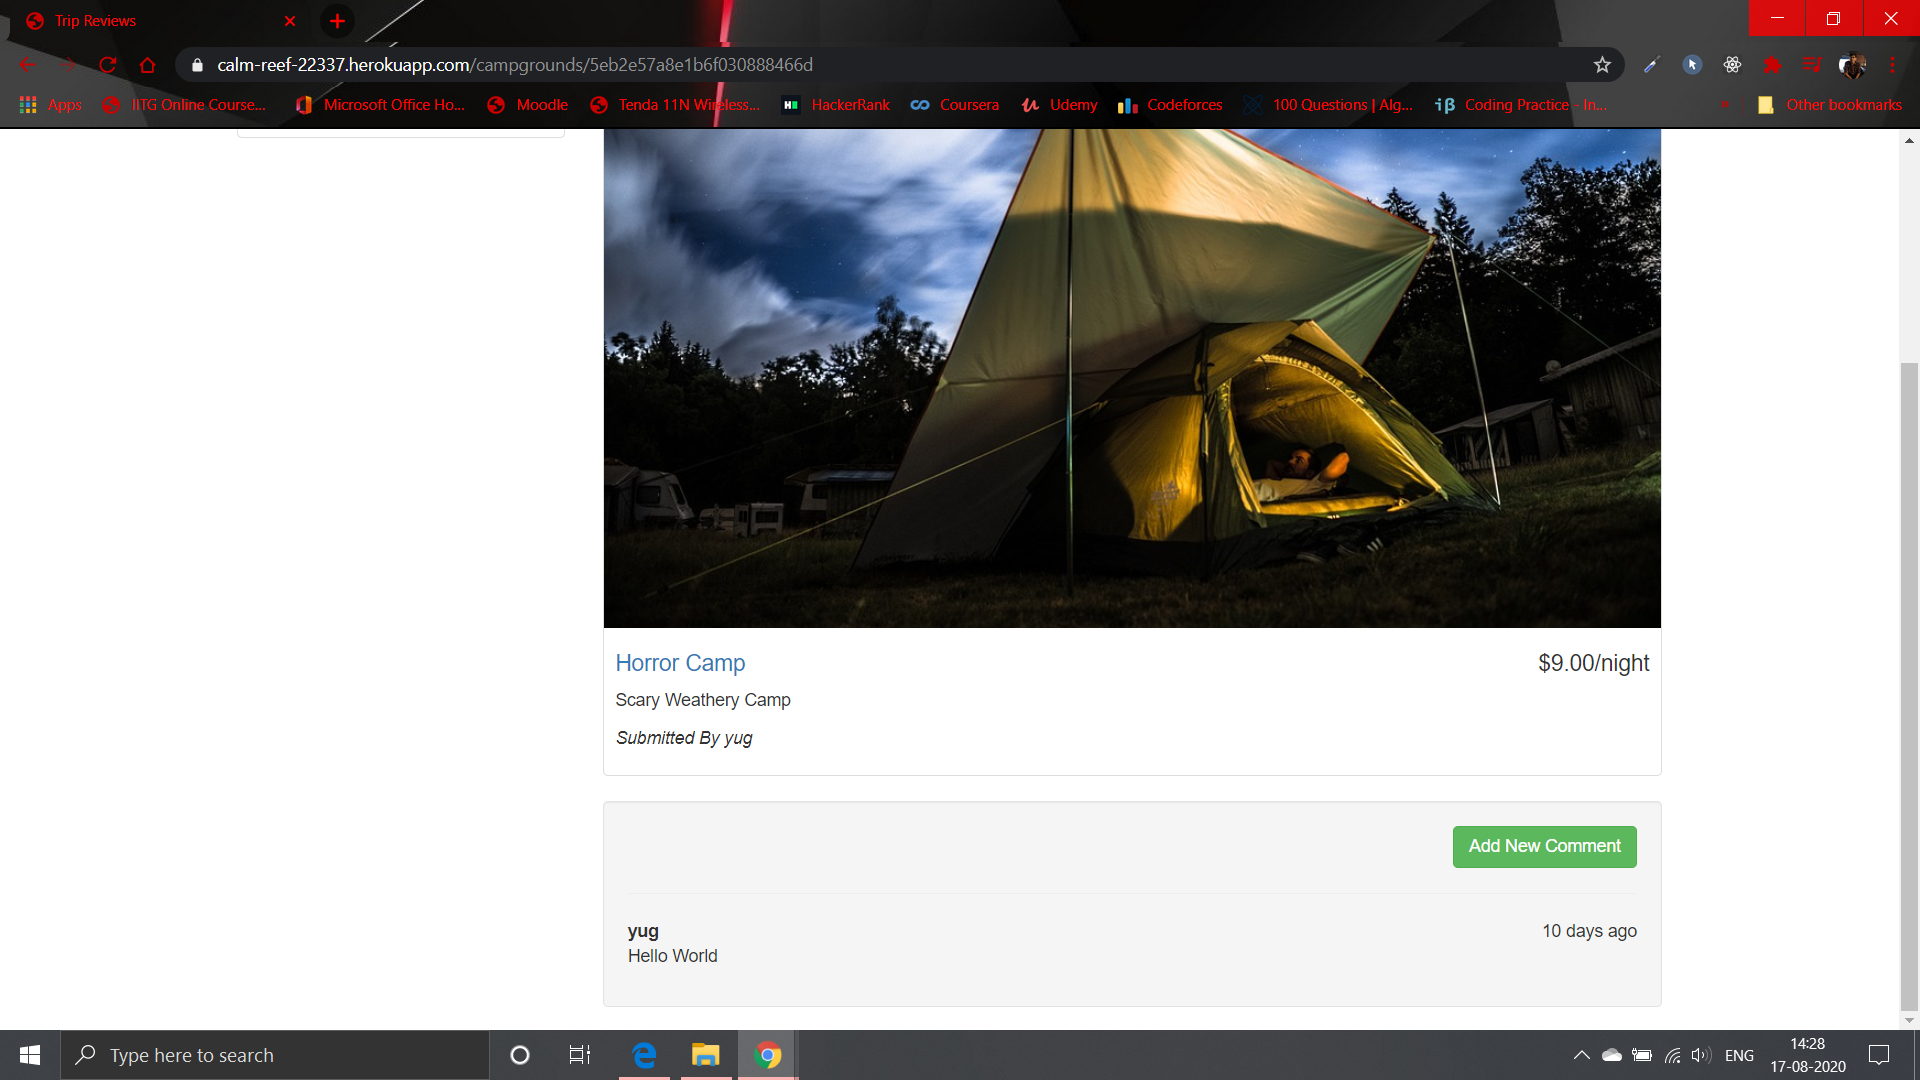 Trip Reviews
calm-reef-22337.herokuapp.com/campgrounds/5eb2e57a8e1b6f030888466d
Apps IITG Online Course... Microsoft Office Ho... Moodle Tenda 11N Wireless... HackerRank Coursera Udemy Codeforces 100 Questions | Alg... Coding Practice - In... Other bookmarks
Horror Camp $9.00/night
Scary Weathery Camp
Submitted By yug
Add New Comment
yug 10 days ago
Hello World
Type here to search
ENG
14:28
17-08-2020